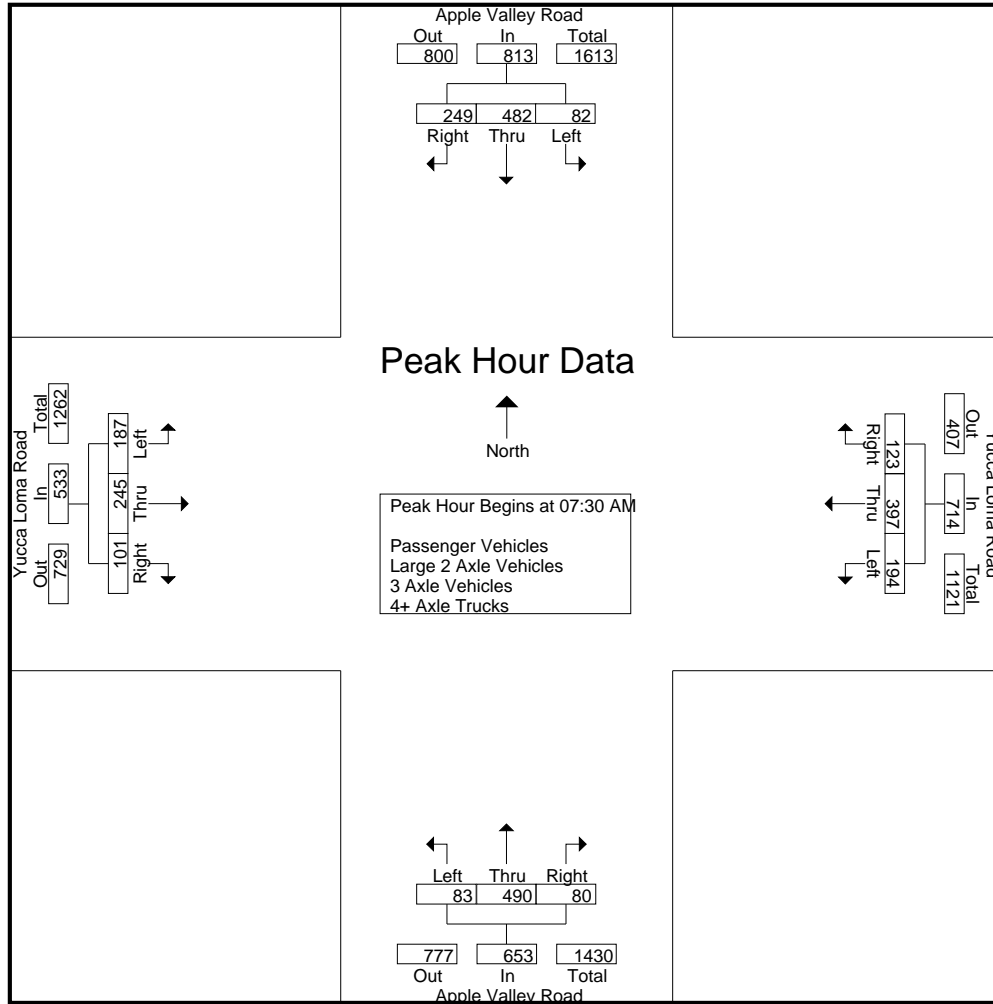 Apple Valley Road
Out In Total
800 813 1613
249 482 82
Right Thru Left
Peak Hour Data
North
Peak Hour Begins at 07:30 AM
Passenger Vehicles
Large 2 Axle Vehicles
3 Axle Vehicles
4+ Axle Trucks
Yucca Loma Road
Out In Total
729 533 1262
101 245 187
Right Thru Left
Yucca Loma Road
Out In Total
407 714 1121
123 397 194
Right Thru Left
Left Thru Right
83 490 80
777 653 1430
Out In Total
Apple Valley Road